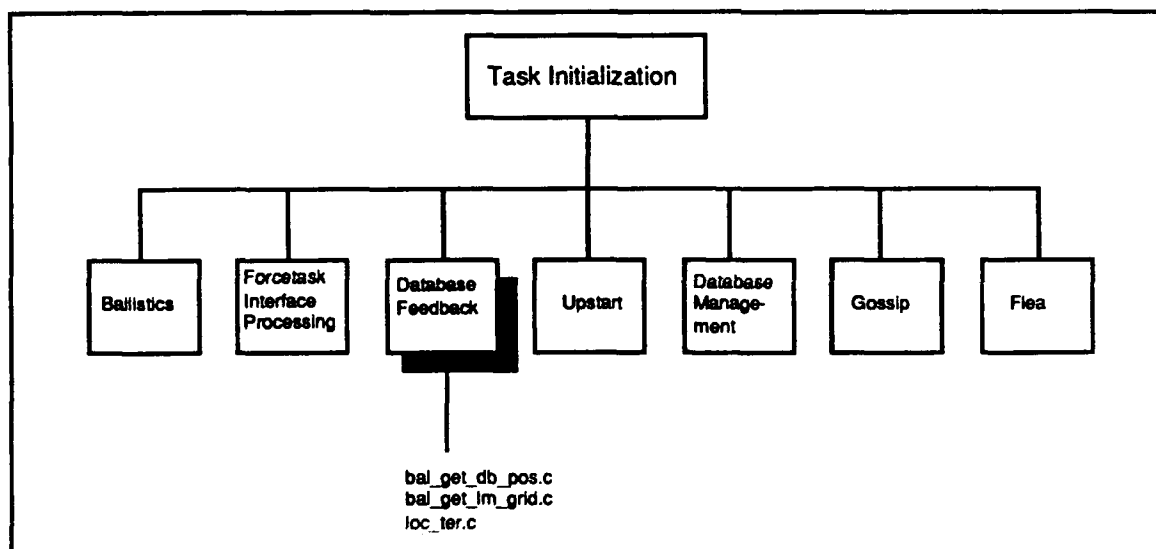 Task Initialization
Ballistics
Forcetask
Interface
Processing
Database
Feedback
Upstart
Database
Manage-
ment
Gossip
Flea
bal_get_db_pos.c
bal_get_lm_grid.c
loc_ter.c